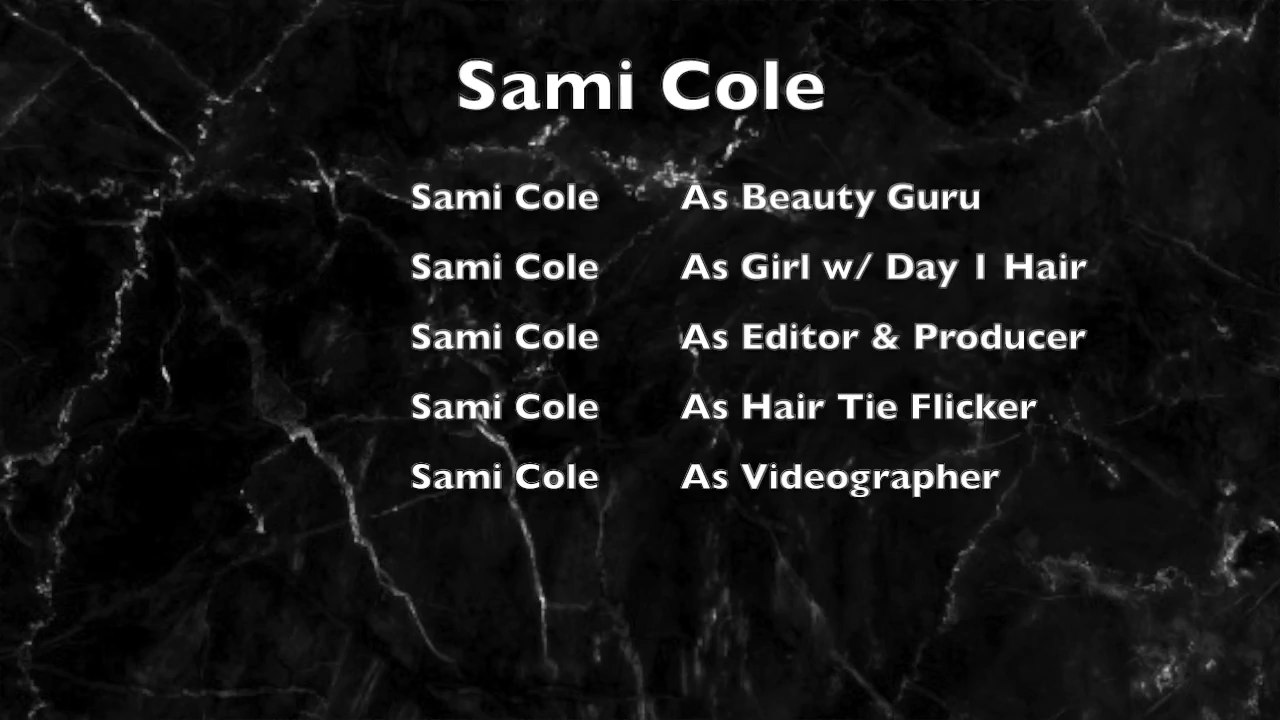 Sami Cole
Sami Cole As Beauty Guru
Sami Cole As Girl w/ Day 1 Hair
Sami Cole As Editor & Producer
Sami Cole As Hair Tie Flicker
Sami Cole As Videographer